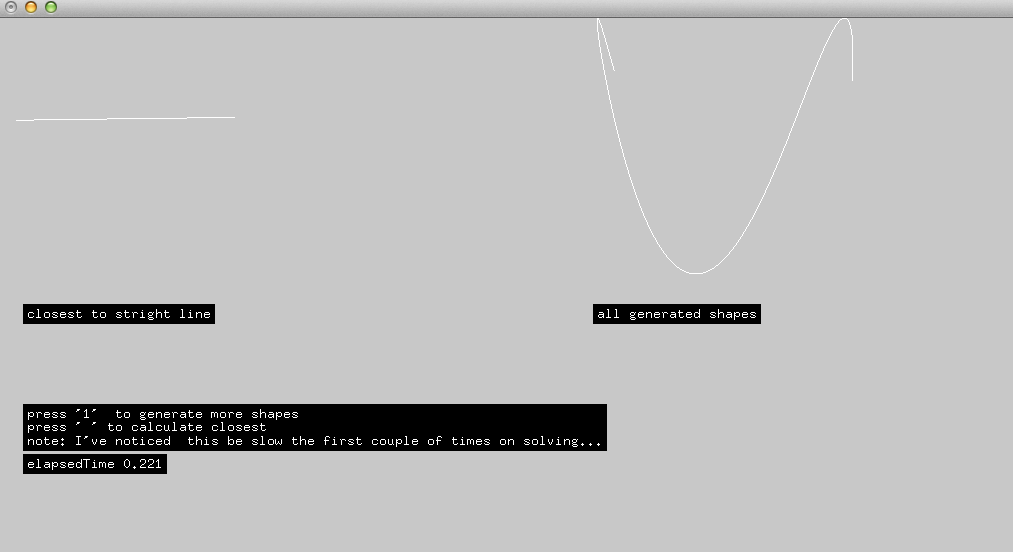 closest to stright line
all generated shapes
press ´1´  to generate more shapes
press ´ ´ to calculate closest
note: I´ve noticed  this be slow the first couple of times on solving...
elapsedTime 0.221